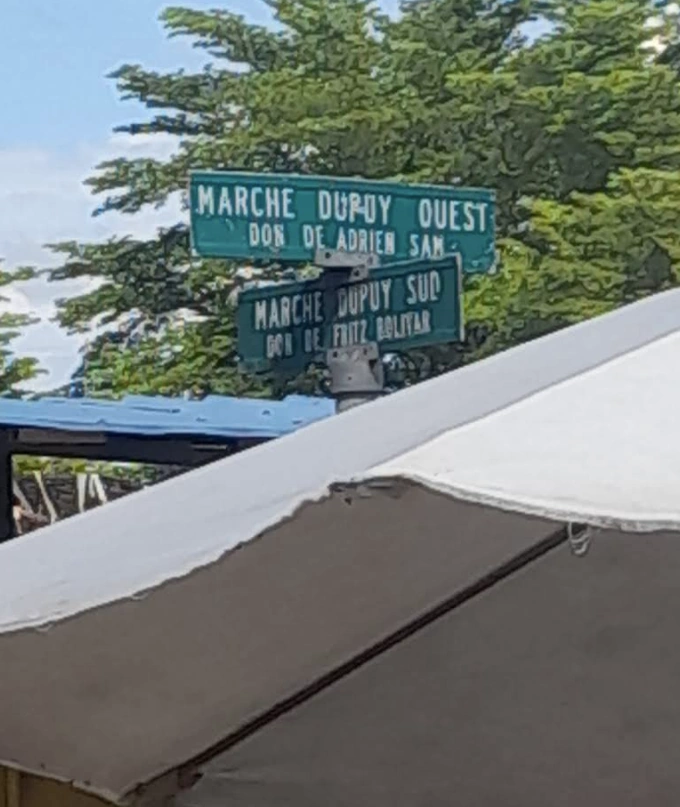 MARCHE DUPUY OUEST
DON DE ADRIEN SAM
MARCHE DUPUY SUD
DON DE FRITZ BOLIVAR